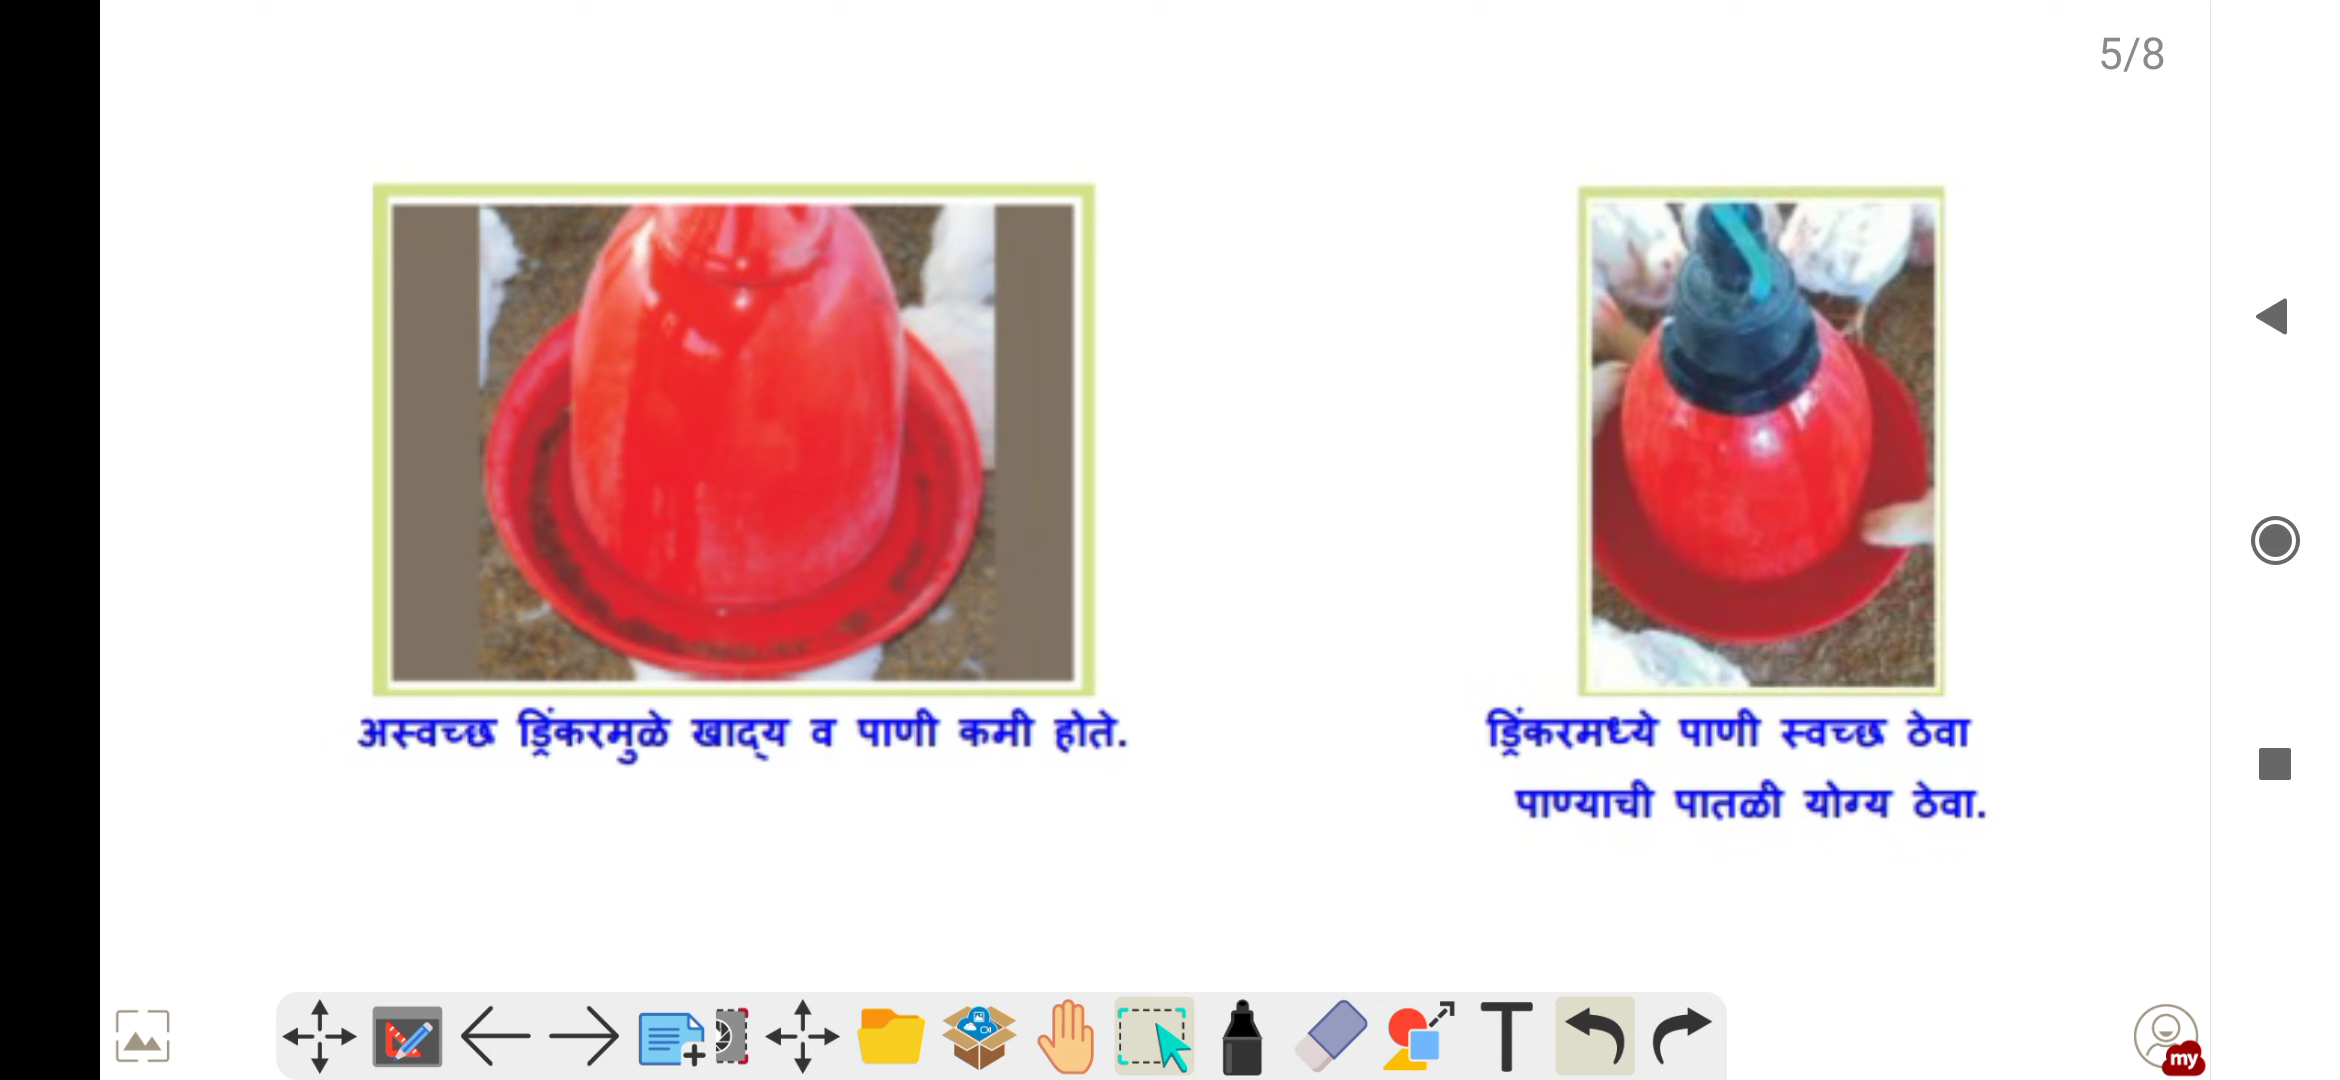 5/8
अस्वच्छ ड्रिंकरमुळे खाद्य व पाणी कमी होते.
ड्रिंकरमध्ये पाणी स्वच्छ ठेवा
पाण्याची पातळी योग्य ठेवा.
T
my